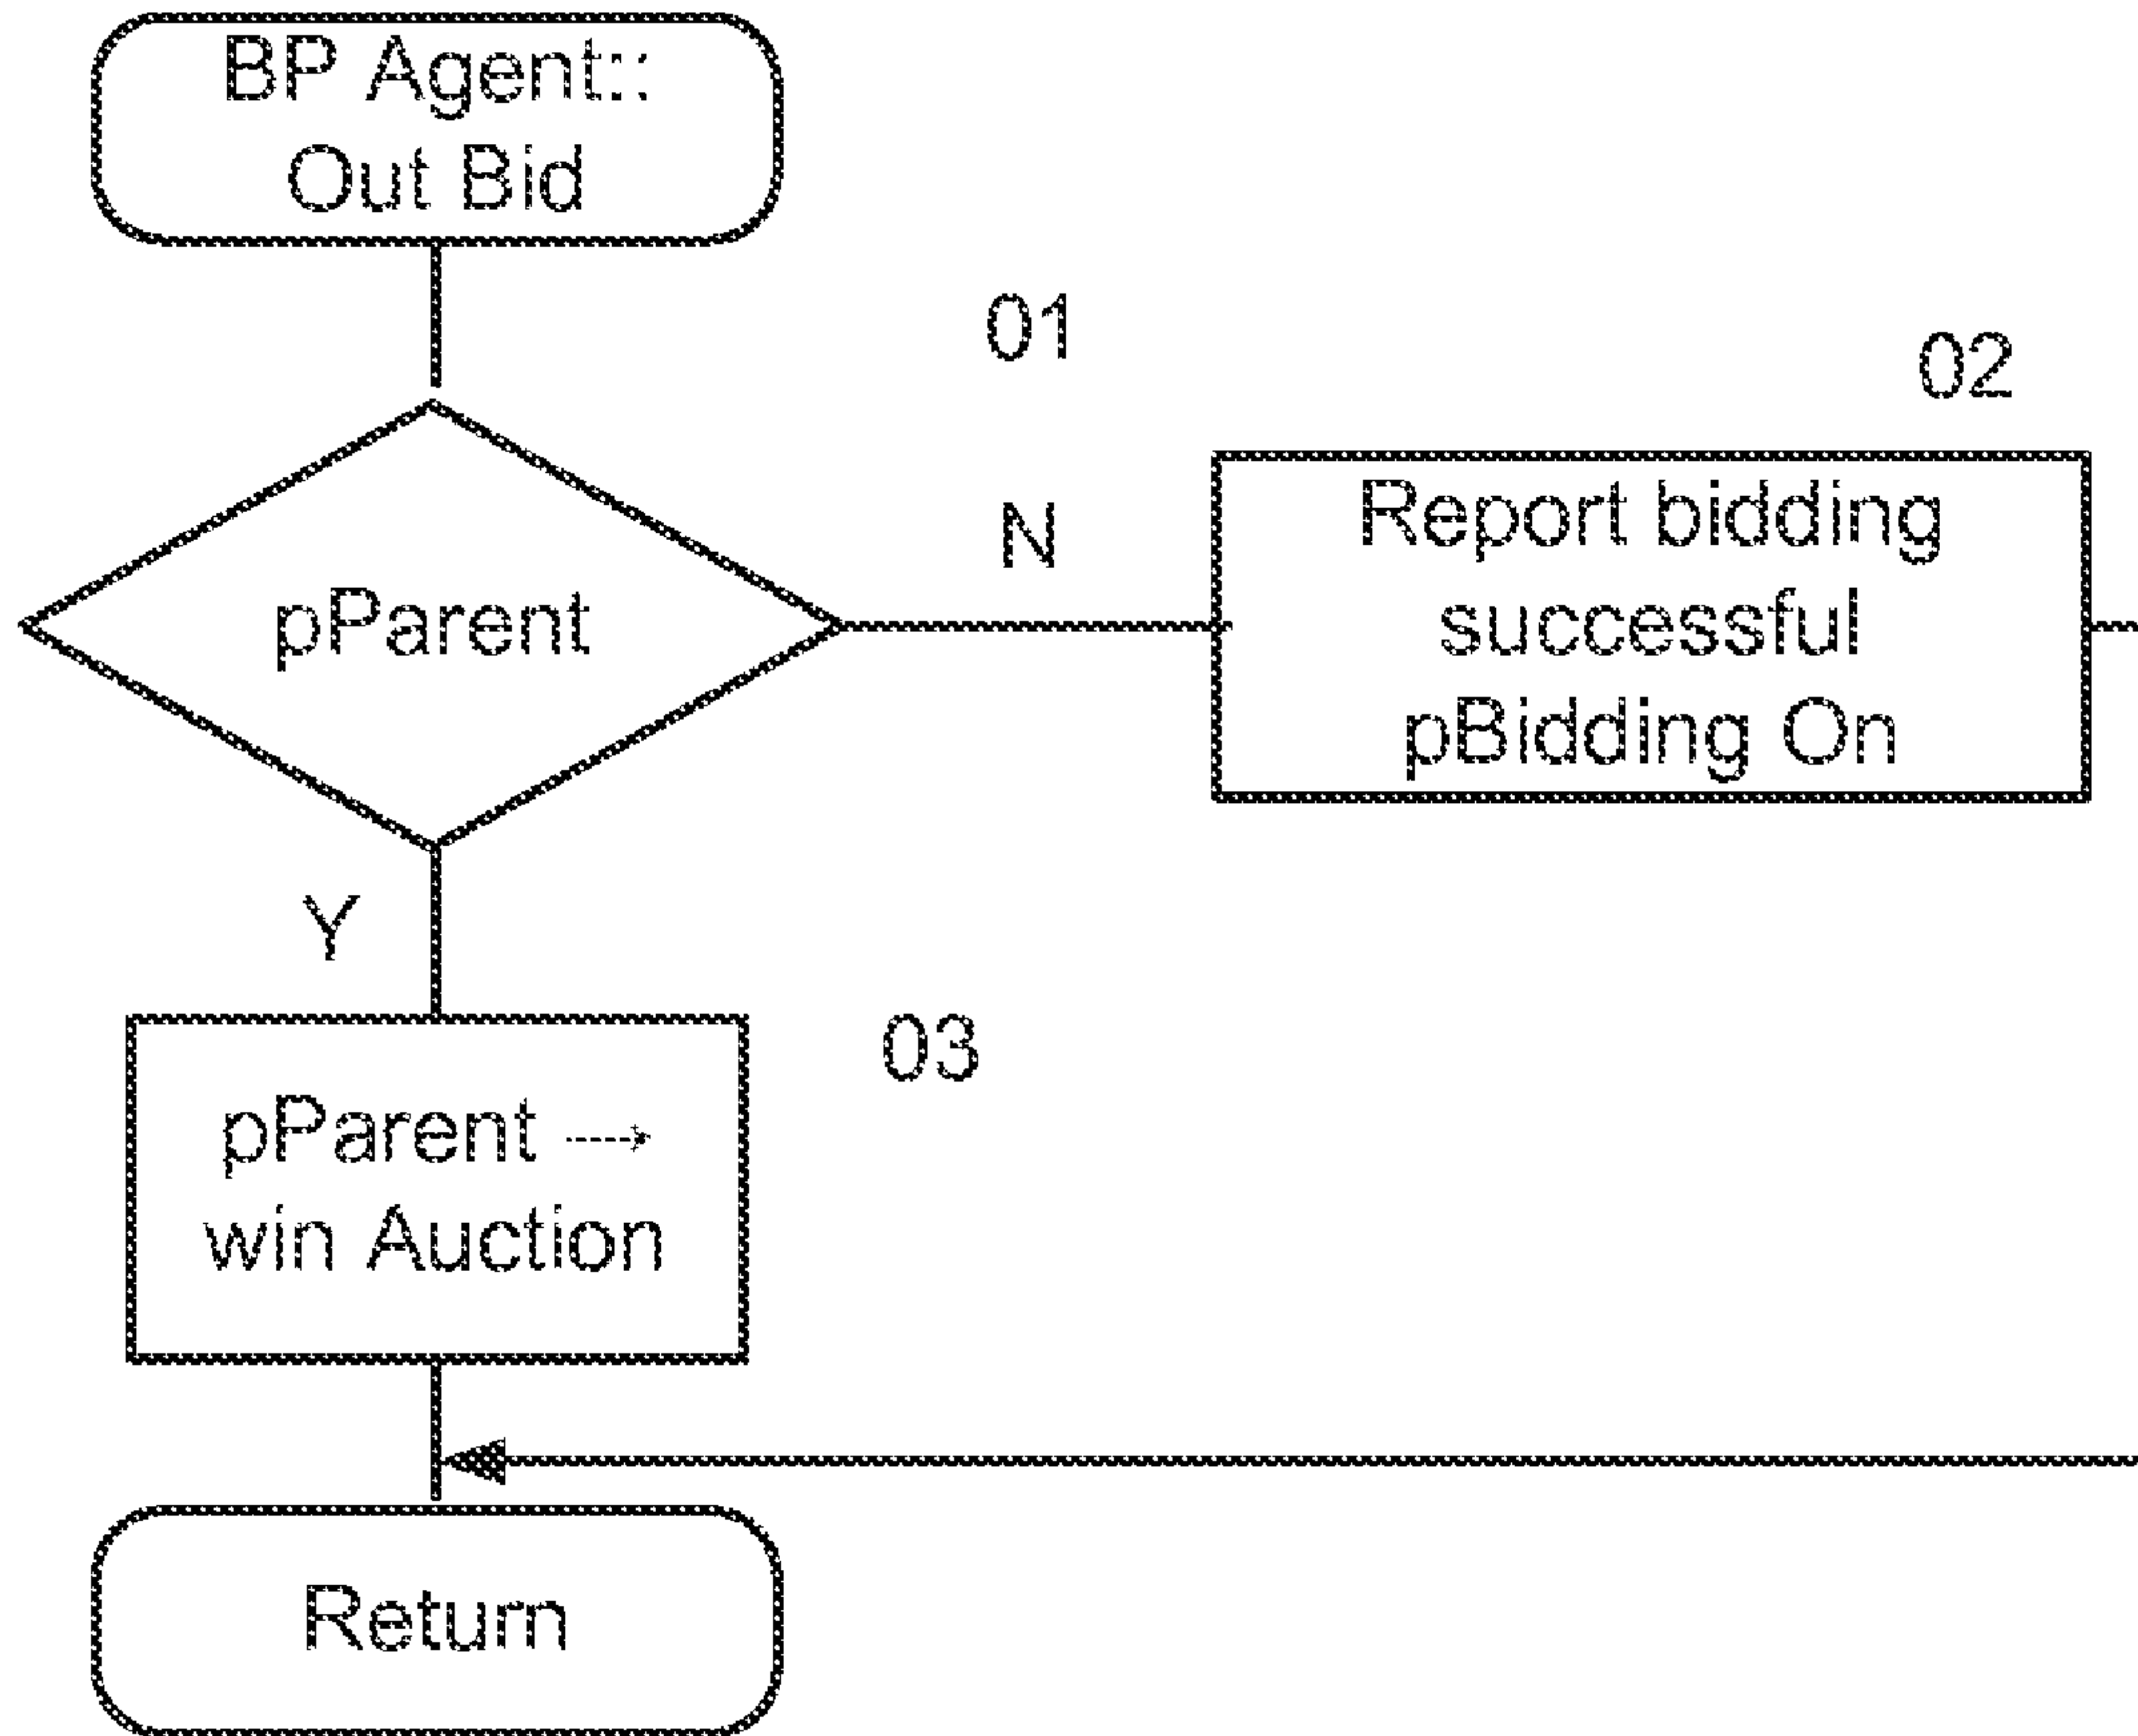 BP Agent::
Out Bid
01
02
pParent
N
Report bidding
successful
pBidding On
Y
03
pParent →
win Auction
Return